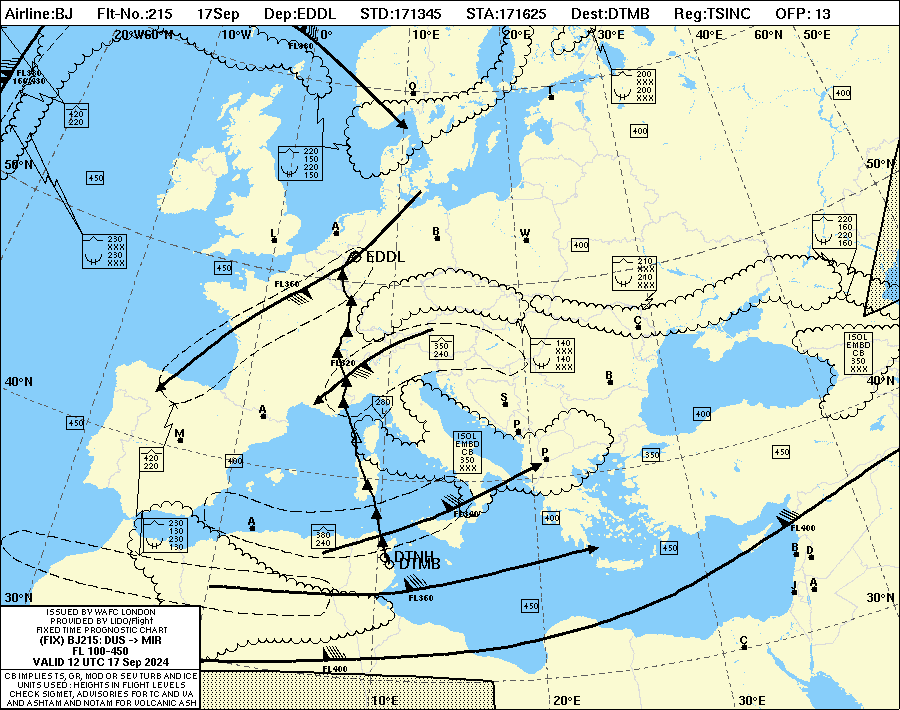 Airline:BJ Flt-No.:215 17Sep Dep:EDDL STD:171345 STA:171625 Dest:DTMB Reg:TSINC OFP: 13
20°W60°N 10°W 0° 10°E 20°E 30°E 40°E 60°N 50°E
FL360
FL380
O
T
200
XXX
200
XXX
400
420
220
400
50°N
220
150
220
150
50°N
450
220
160
220
160
L
A
B
W
230
XXX
230
XXX
400
EDDL
450
210
XXX
240
XXX
FL360
C
FL320
350
240
140
XXX
140
XXX
ISOL
EMBD
CB
350
XXX
40°N
B
40°N
280
S
A
400
450
M
P
ISOL
EMBD
CB
350
XXX
420
220
400
P
350
450
FL400
A
230
130
230
130
380
240
400
450
B
D
DTNH
DTMB
FL360
J
A
30°N
450
30°N
C
FL400
ISSUED BY WAFC LONDON
PROVIDED BY LIDO/Flight
FIXED TIME PROGNOSTIC CHART
(FIX) BJ215: DUS -> MIR
FL 100-450
VALID 12 UTC 17 Sep 2024
CB IMPLIES TS, GR, MOD OR SEV TURB AND ICE
UNITS USED : HEIGHTS IN FLIGHT LEVELS
CHECK SIGMET, ADVISORIES FOR TC AND VA
AND ASHTAM AND NOTAM FOR VOLCANIC ASH
10°E 20°E 30°E